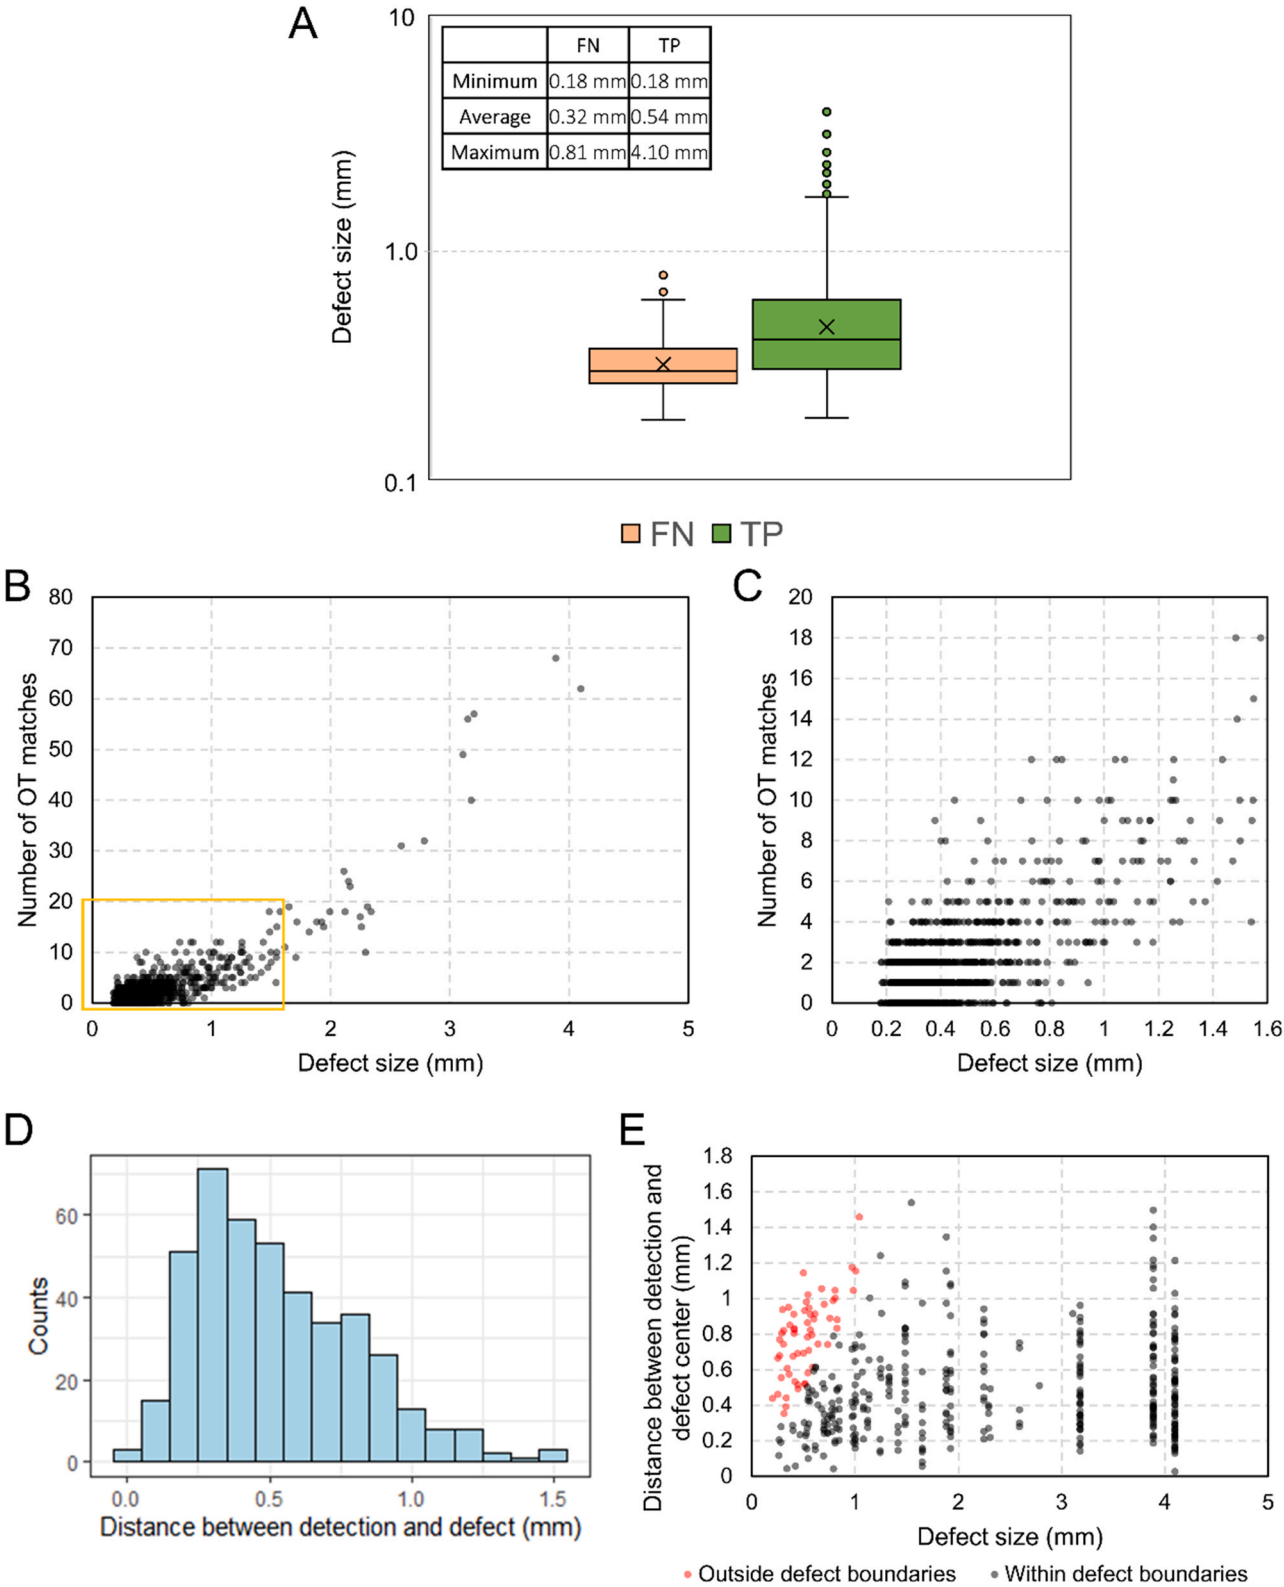 A
10
FN TP
Minimum 0.18 mm 0.18 mm
Average 0.32 mm 0.54 mm
Maximum 0.81 mm 4.10 mm
Defect size (mm)
1.0
0.1
FN TP
B
80
70
60
50
40
30
20
10
0
Number of OT matches
0 1 2 3 4 5
Defect size (mm)
C
20
18
16
14
12
10
8
6
4
2
0
Number of OT matches
0 0.2 0.4 0.6 0.8 1 1.2 1.4 1.6
Defect size (mm)
D
60
40
20
0
Counts
0.0 0.5 1.0 1.5
Distance between detection and defect (mm)
E
1.8
1.6
1.4
1.2
1
0.8
0.6
0.4
0.2
0
Distance between detection and
defect center (mm)
0 1 2 3 4 5
Defect size (mm)
Outside defect boundaries Within defect boundaries